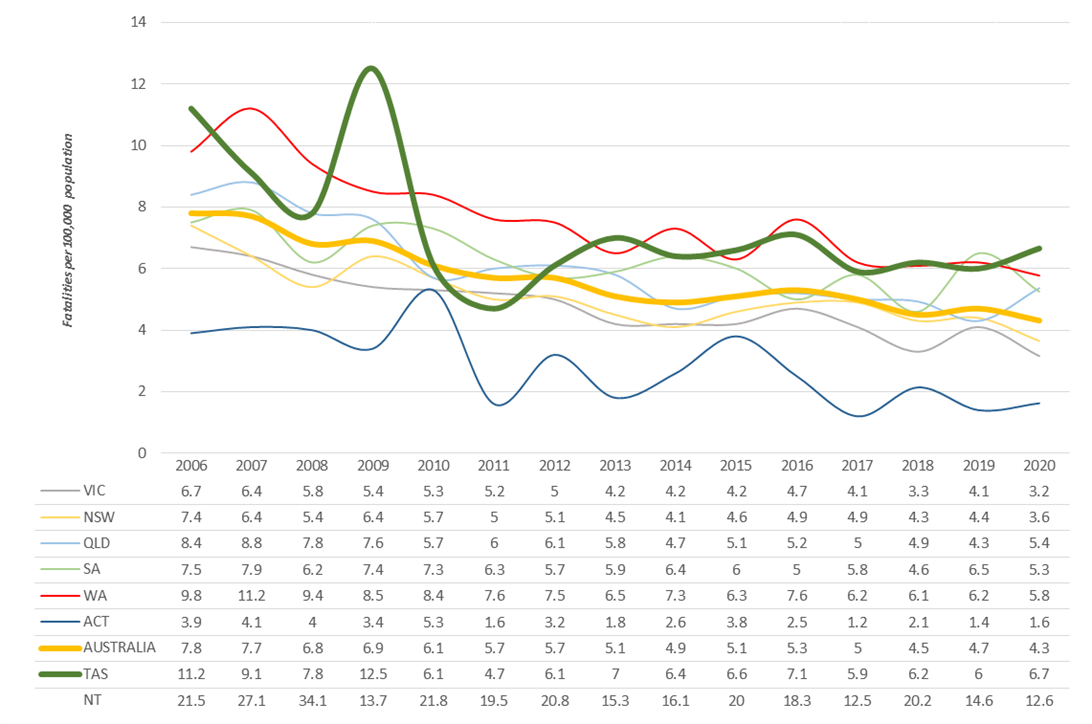 14
12
10
8
6
4
2
0
Fatalities per 100,000 population
2006 2007 2008 2009 2010 2011 2012 2013 2014 2015 2016 2017 2018 2019 2020
VIC 6.7 6.4 5.8 5.4 5.3 5.2 5 4.2 4.2 4.2 4.7 4.1 3.3 4.1 3.2
NSW 7.4 6.4 5.4 6.4 5.7 5 5.1 4.5 4.1 4.6 4.9 4.9 4.3 4.4 3.6
QLD 8.4 8.8 7.8 7.6 5.7 6 6.1 5.8 4.7 5.1 5.2 5 4.9 4.3 5.4
SA 7.5 7.9 6.2 7.4 7.3 6.3 5.7 5.9 6.4 6 5 5.8 4.6 6.5 5.3
WA 9.8 11.2 9.4 8.5 8.4 7.6 7.5 6.5 7.3 6.3 7.6 6.2 6.1 6.2 5.8
ACT 3.9 4.1 4 3.4 5.3 1.6 3.2 1.8 2.6 3.8 2.5 1.2 2.1 1.4 1.6
AUSTRALIA 7.8 7.7 6.8 6.9 6.1 5.7 5.7 5.1 4.9 5.1 5.3 5 4.5 4.7 4.3
TAS 11.2 9.1 7.8 12.5 6.1 4.7 6.1 7 6.4 6.6 7.1 5.9 6.2 6 6.7
NT 21.5 27.1 34.1 13.7 21.8 19.5 20.8 15.3 16.1 20 18.3 12.5 20.2 14.6 12.6